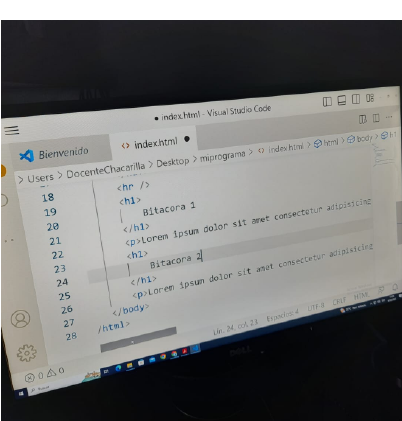 index.html - Visual Studio Code
Bienvenido
<> index.html
> Users > DocenteChacarilla > Desktop > miprograma > <> index.html > html > body > h1
18 <hr />
19 <h1>
20 Bitacora 1
21 </h1>
22 <p>Lorem ipsum dolor sit amet consectetur adipisicing
23 <h1>
24 Bitacora 2
25 </h1>
26 <p>Lorem ipsum dolor sit amet consectetur adipisicing
27 </body>
28 /html>
Lín. 24, col. 23 Espacios: 4 UTF-8 CRLF HTML
0 0
DELL